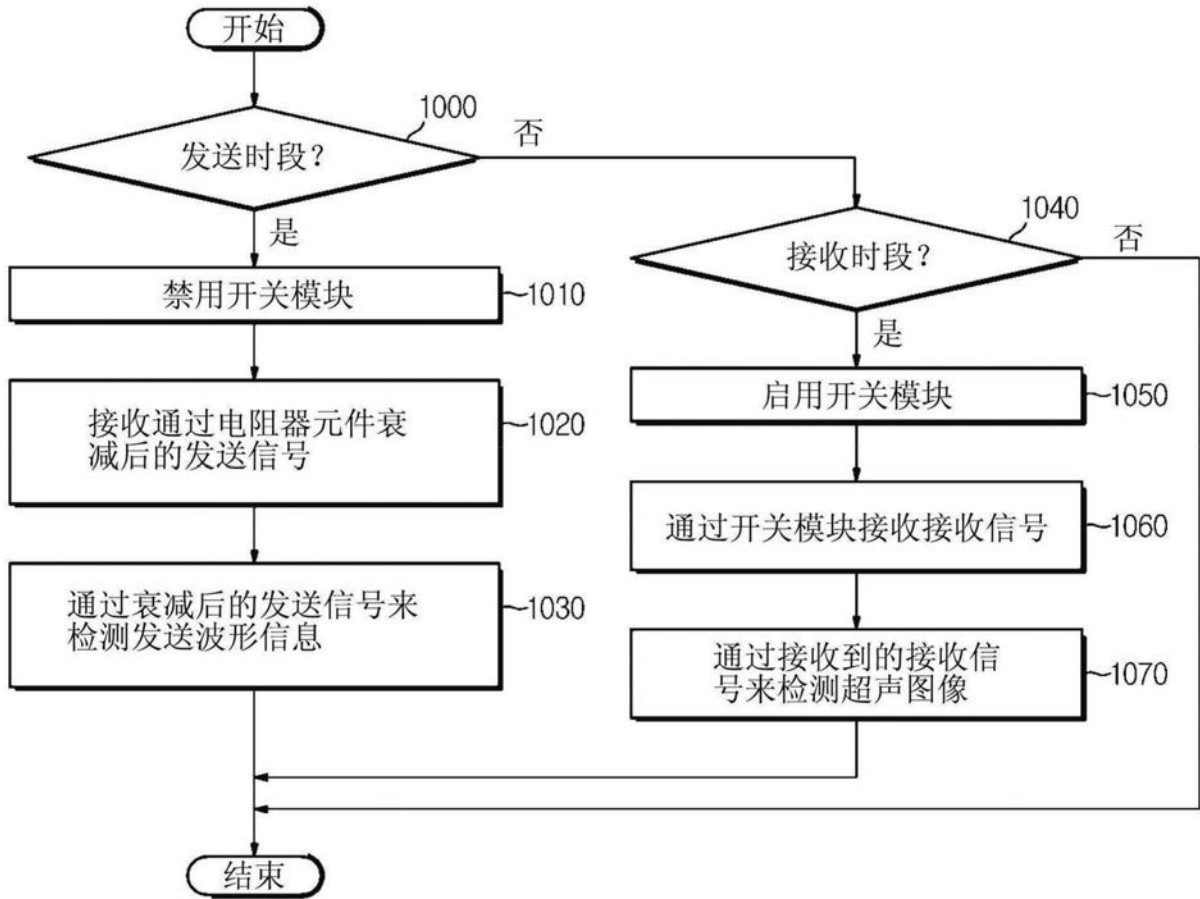 开始
1000
发送时段?
否
是
禁用开关模块
1010
接收通过电阻器元件衰
减后的发送信号
1020
通过衰减后的发送信号来
检测发送波形信息
1030
1040
接收时段?
否
是
启用开关模块
1050
通过开关模块接收接收信号
1060
通过接收到的接收信
号来检测超声图像
1070
结束